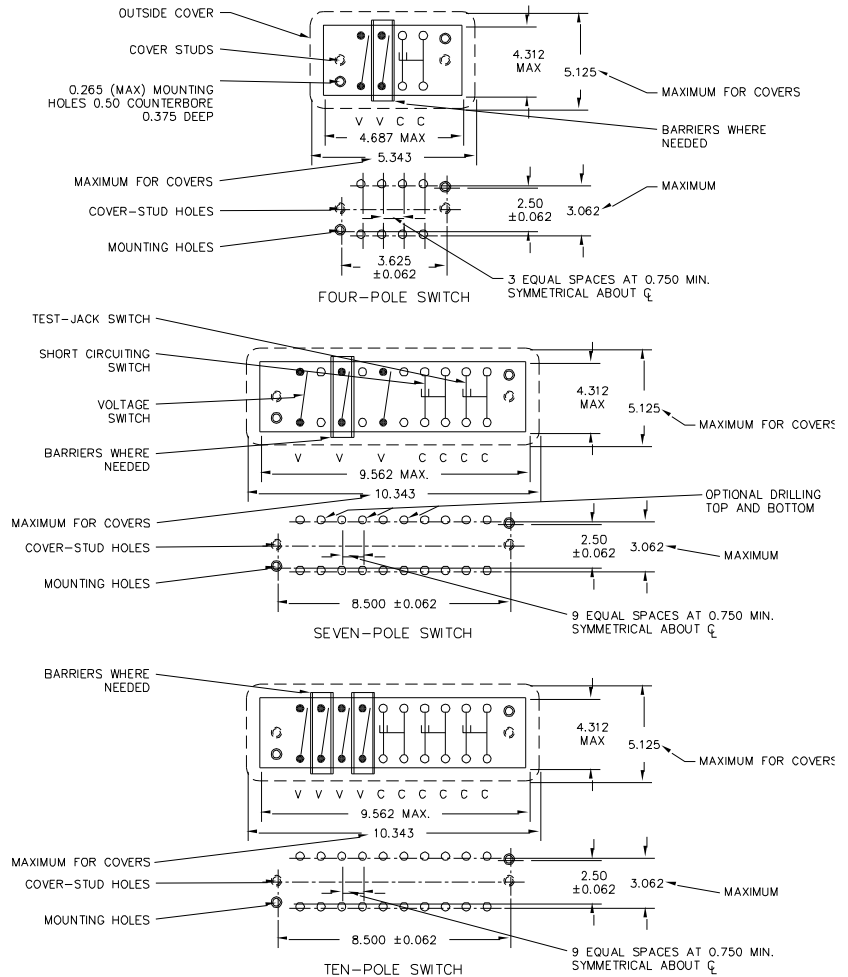 OUTSIDE COVER
COVER STUDS
0.265 (MAX) MOUNTING
HOLES 0.50 COUNTERBORE
0.375 DEEP
4.312
MAX
5.125
MAXIMUM FOR COVERS
BARRIERS WHERE
NEEDED
V V C C
4.687 MAX
5.343
MAXIMUM FOR COVERS
COVER-STUD HOLES
MOUNTING HOLES
2.50
±0.062
3.062
MAXIMUM
3.625
±0.062
3 EQUAL SPACES AT 0.750 MIN.
SYMMETRICAL ABOUT ℄
FOUR-POLE SWITCH
TEST-JACK SWITCH
SHORT CIRCUITING
SWITCH
VOLTAGE
SWITCH
BARRIERS WHERE
NEEDED
4.312
MAX
5.125
MAXIMUM FOR COVERS
V V V C C C C
9.562 MAX.
10.343
OPTIONAL DRILLING
TOP AND BOTTOM
MAXIMUM FOR COVERS
COVER-STUD HOLES
MOUNTING HOLES
2.50
±0.062
3.062
MAXIMUM
8.500 ±0.062
9 EQUAL SPACES AT 0.750 MIN.
SYMMETRICAL ABOUT ℄
SEVEN-POLE SWITCH
BARRIERS WHERE
NEEDED
4.312
MAX
5.125
MAXIMUM FOR COVERS
V V V V C C C C C C
9.562 MAX.
10.343
MAXIMUM FOR COVERS
COVER-STUD HOLES
MOUNTING HOLES
2.50
±0.062
3.062
MAXIMUM
8.500 ±0.062
9 EQUAL SPACES AT 0.750 MIN.
SYMMETRICAL ABOUT ℄
TEN-POLE SWITCH